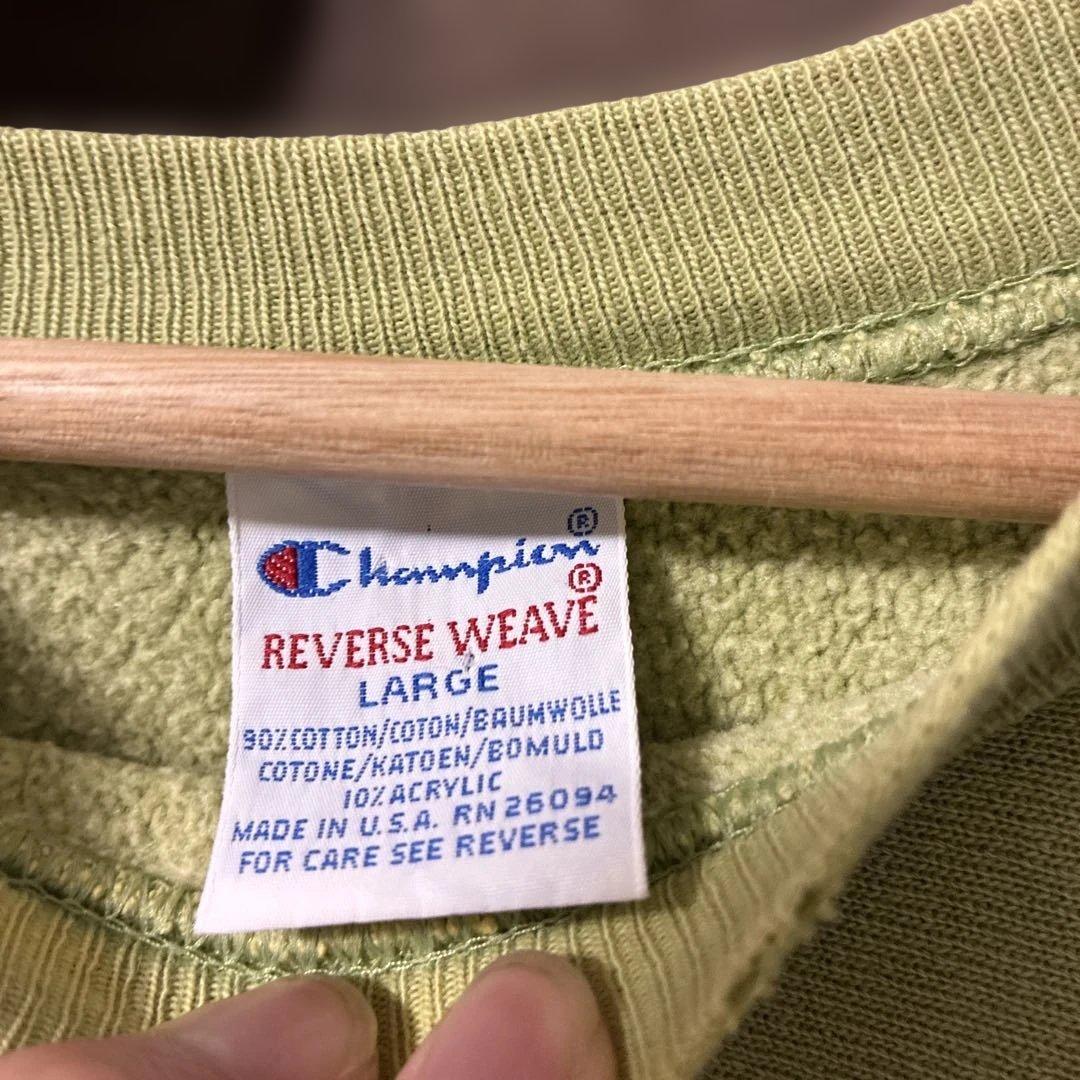 Champion®
REVERSE WEAVE®
LARGE
90% COTTON/COTON/BAUMWOLLE
COTONE/KATOEN/BOMULD
10% ACRYLIC
MADE IN U.S.A. RN 26094
FOR CARE SEE REVERSE